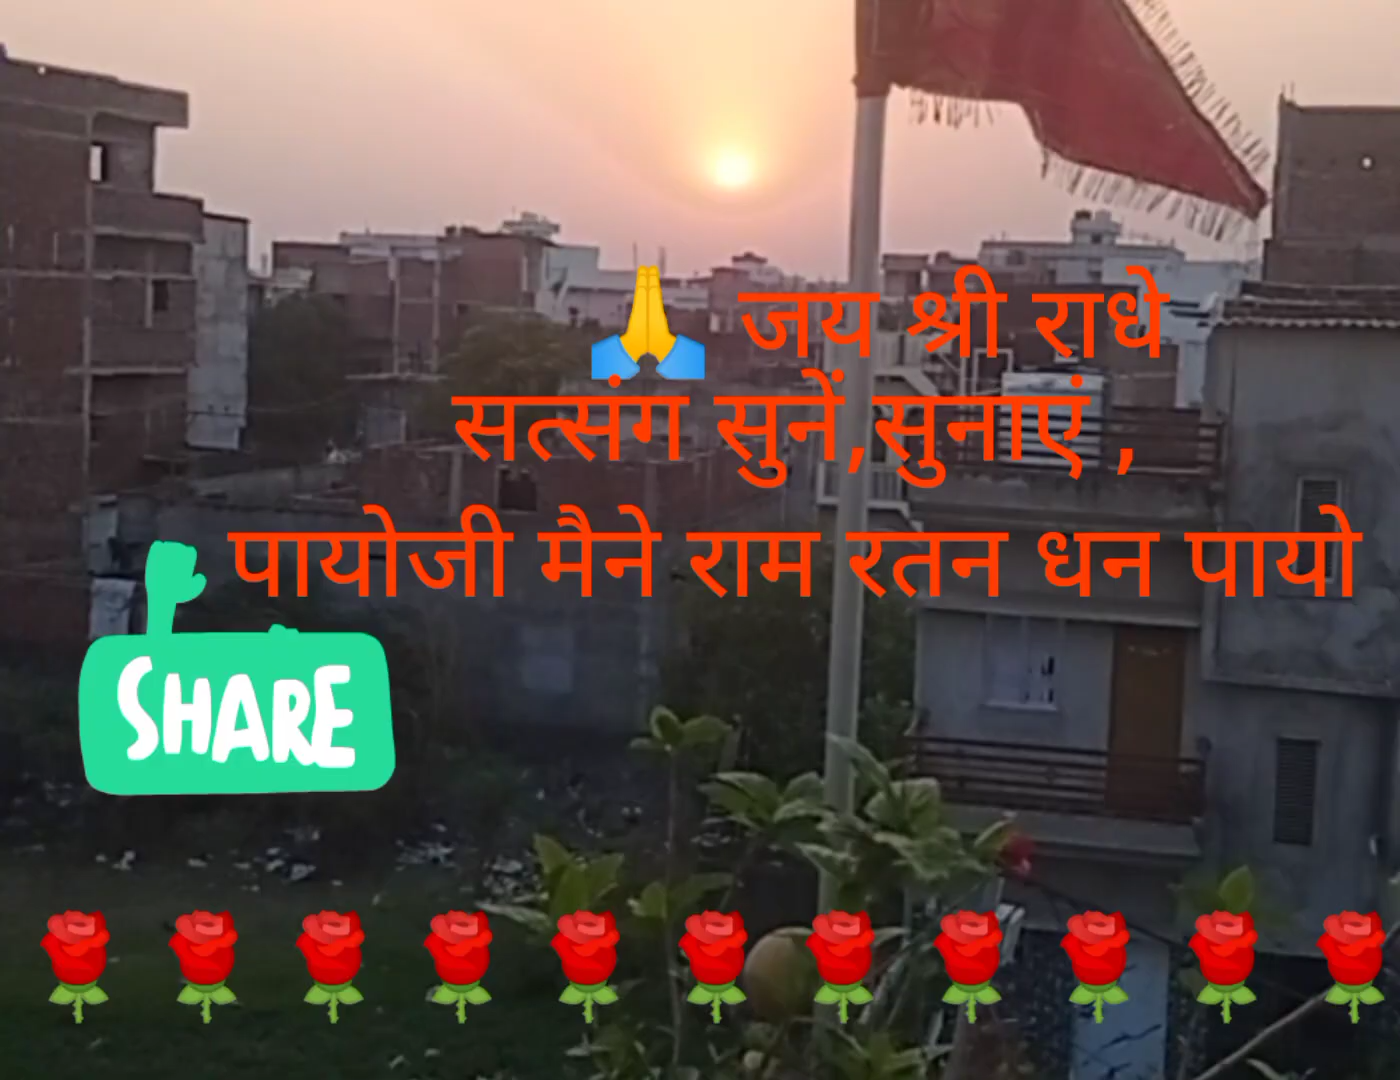 🙏 जय श्री राधे
सत्संग सुनें,सुनाएं ,
पायोजी मैने राम रतन धन पायो
SHARE